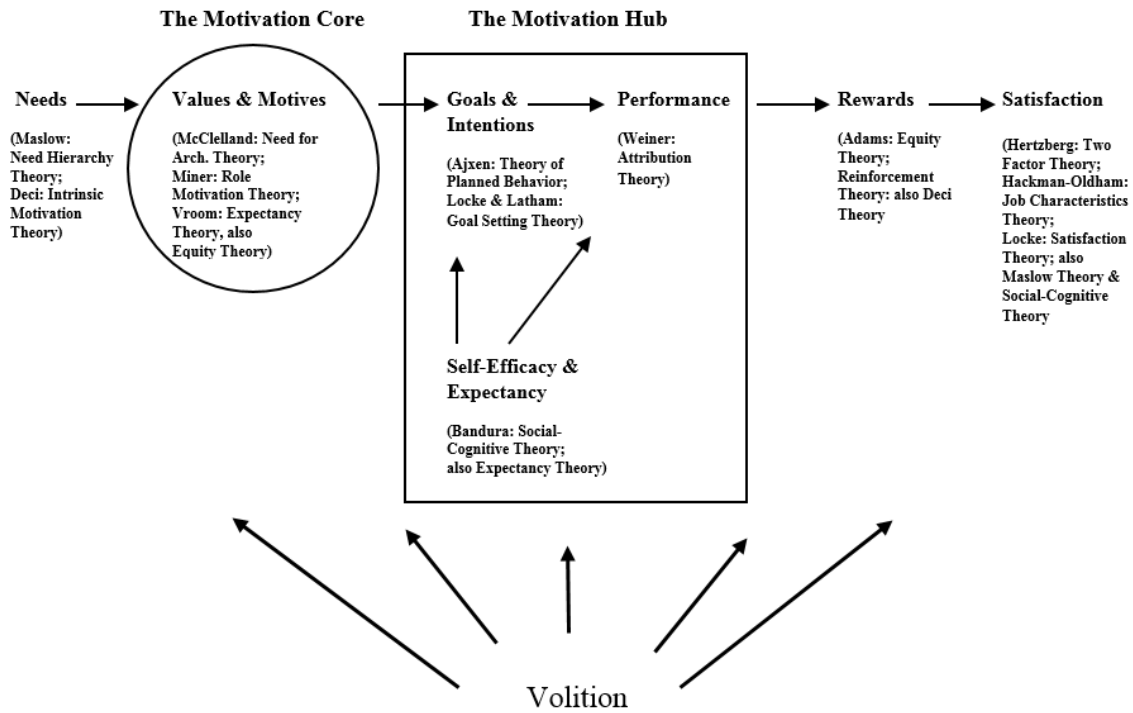 The Motivation Core
The Motivation Hub
Needs
(Maslow:
Need Hierarchy
Theory;
Deci: Intrinsic
Motivation
Theory)
Values & Motives
(McClelland: Need for
Arch. Theory;
Miner: Role
Motivation Theory;
Vroom: Expectancy
Theory, also
Equity Theory)
Goals &
Intentions
(Ajxen: Theory of
Planned Behavior;
Locke & Latham:
Goal Setting Theory)
Performance
(Weiner:
Attribution
Theory)
Self-Efficacy &
Expectancy
(Bandura: Social-
Cognitive Theory;
also Expectancy Theory)
Rewards
(Adams: Equity
Theory;
Reinforcement
Theory: also Deci
Theory
Satisfaction
(Hertzberg: Two
Factor Theory;
Hackman-Oldham:
Job Characteristics
Theory;
Locke: Satisfaction
Theory; also
Maslow Theory &
Social-Cognitive
Theory
Volition